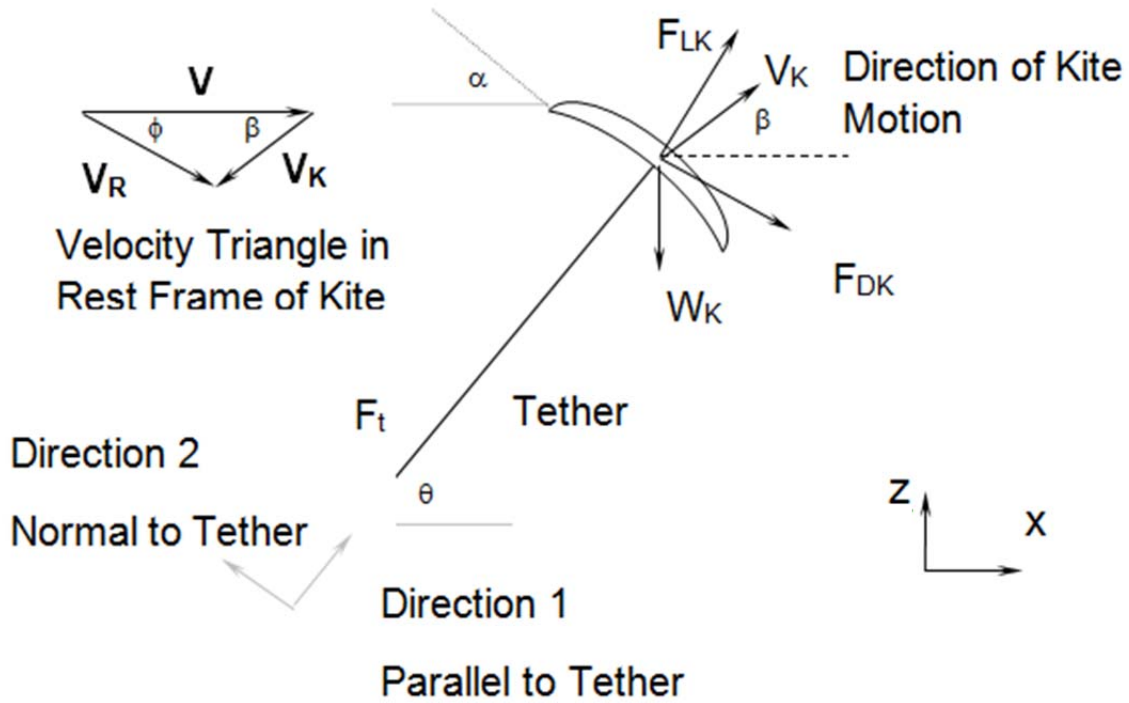 V
ϕ
β
V_R
V_K
Velocity Triangle in
Rest Frame of Kite
α
F_LK
V_K
β
Direction of Kite
Motion
F_DK
W_K
F_t
Tether
θ
Direction 2
Normal to Tether
Direction 1
Parallel to Tether
Z
X